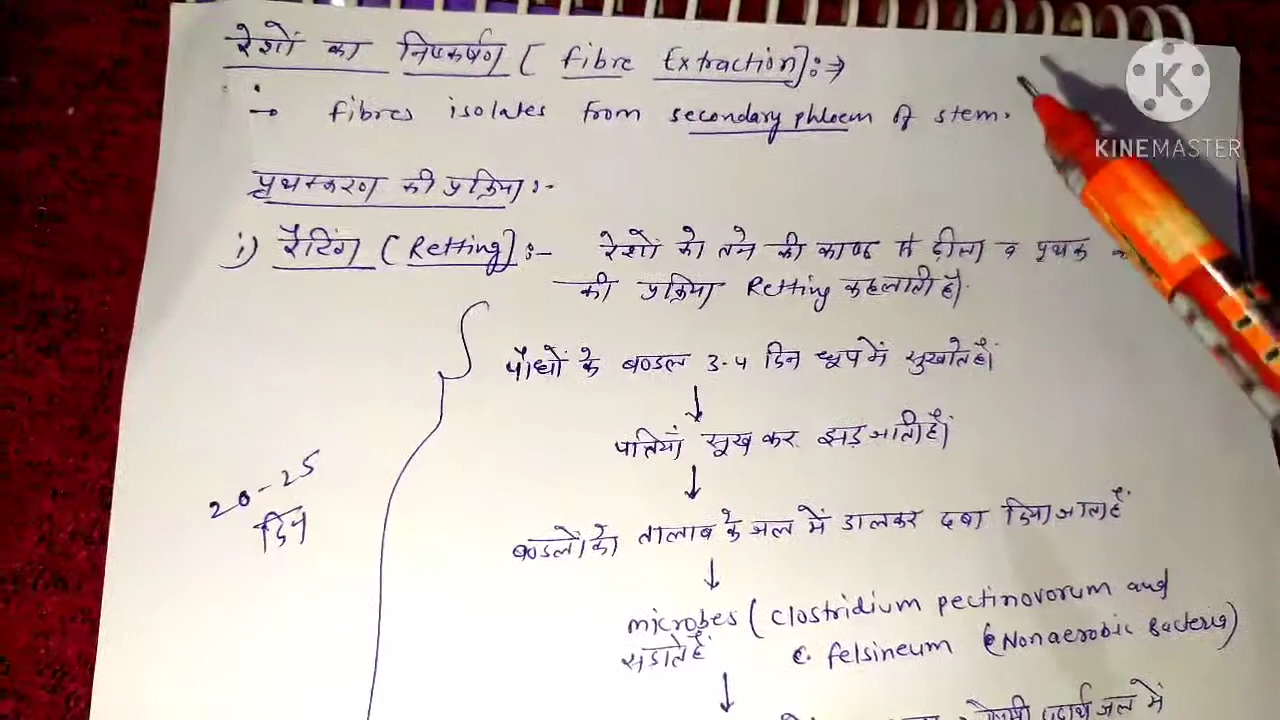 रेशों का निष्कर्षण [ Fibre Extraction]:⇒
→ Fibres isolates from secondary phloem of stem.
KINEMASTER
पृथक्करण की प्रक्रिया:-
i) रैटिंग (Retting]:- रेशों को तने की काष्ठ से ढीला व पृथक
की प्रक्रिया Retting कहलाती है।
पौधों के बण्डल 3-4 दिन धूप में सुखाते हैं।
↓
पत्तियाँ सूख कर झड़ जाती हैं।
↓
20-25
दिन
बण्डलों को तालाब के जल में डालकर दबा दिया जाता है
↓
microbes ( Clostridium pectinovorum and
सडाते हैं C. felsineum (Nonaerobic Bacteria)
↓
पदार्थ जल में